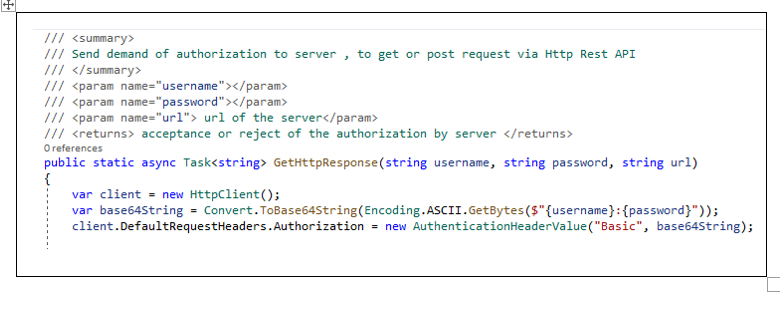 /// <summary>
/// Send demand of authorization to server , to get or post request via Http Rest API
/// </summary>
/// <param name="username"></param>
/// <param name="password"></param>
/// <param name="url"> url of the server</param>
/// <returns> acceptance or reject of the authorization by server </returns>
0 references
public static async Task<string> GetHttpResponse(string username, string password, string url)
{
var client = new HttpClient();
var base64String = Convert.ToBase64String(Encoding.ASCII.GetBytes($"{username}:{password}"));
client.DefaultRequestHeaders.Authorization = new AuthenticationHeaderValue("Basic", base64String);